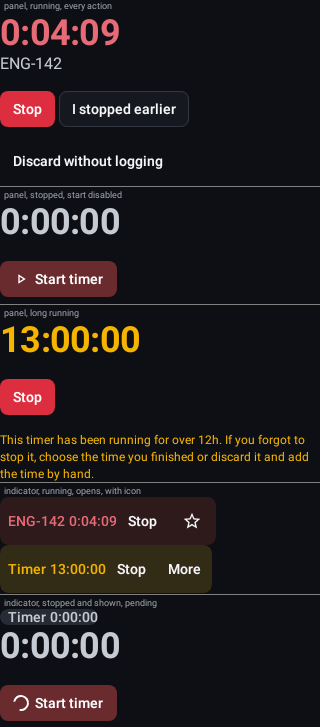 panel, running, every action
0:04:09
ENG-142
Stop
I stopped earlier
Discard without logging
panel, stopped, start disabled
0:00:00
Start timer
panel, long running
13:00:00
Stop
This timer has been running for over 12h. If you forgot to
stop it, choose the time you finished or discard it and add
the time by hand.
indicator, running, opens, with icon
ENG-142 0:04:09 Stop
Timer 13:00:00 Stop More
indicator, stopped and shown, pending
Timer 0:00:00
0:00:00
Start timer